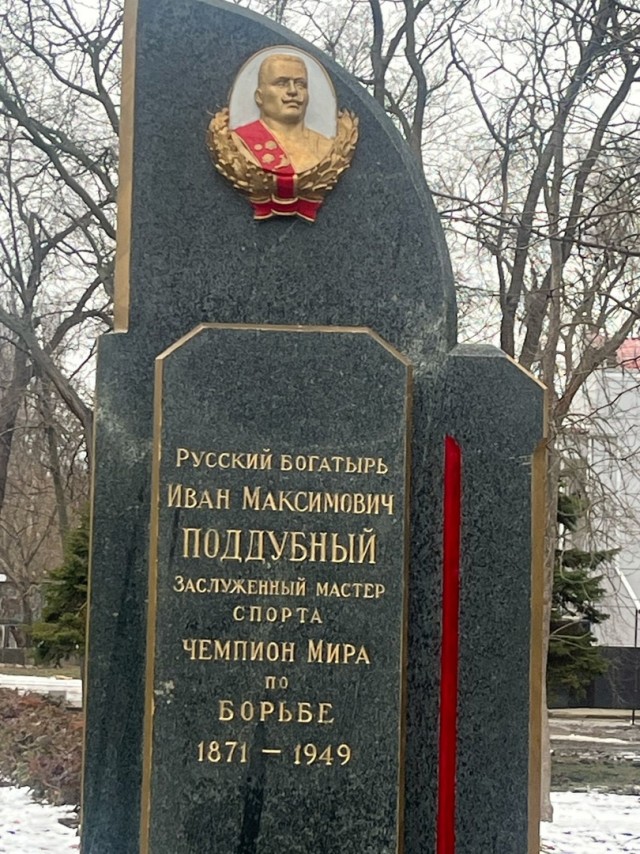 Русский богатырь
Иван Максимович
ПОДДУБНЫЙ
Заслуженный мастер
спорта
Чемпион Мира
по
борьбе
1871 – 1949